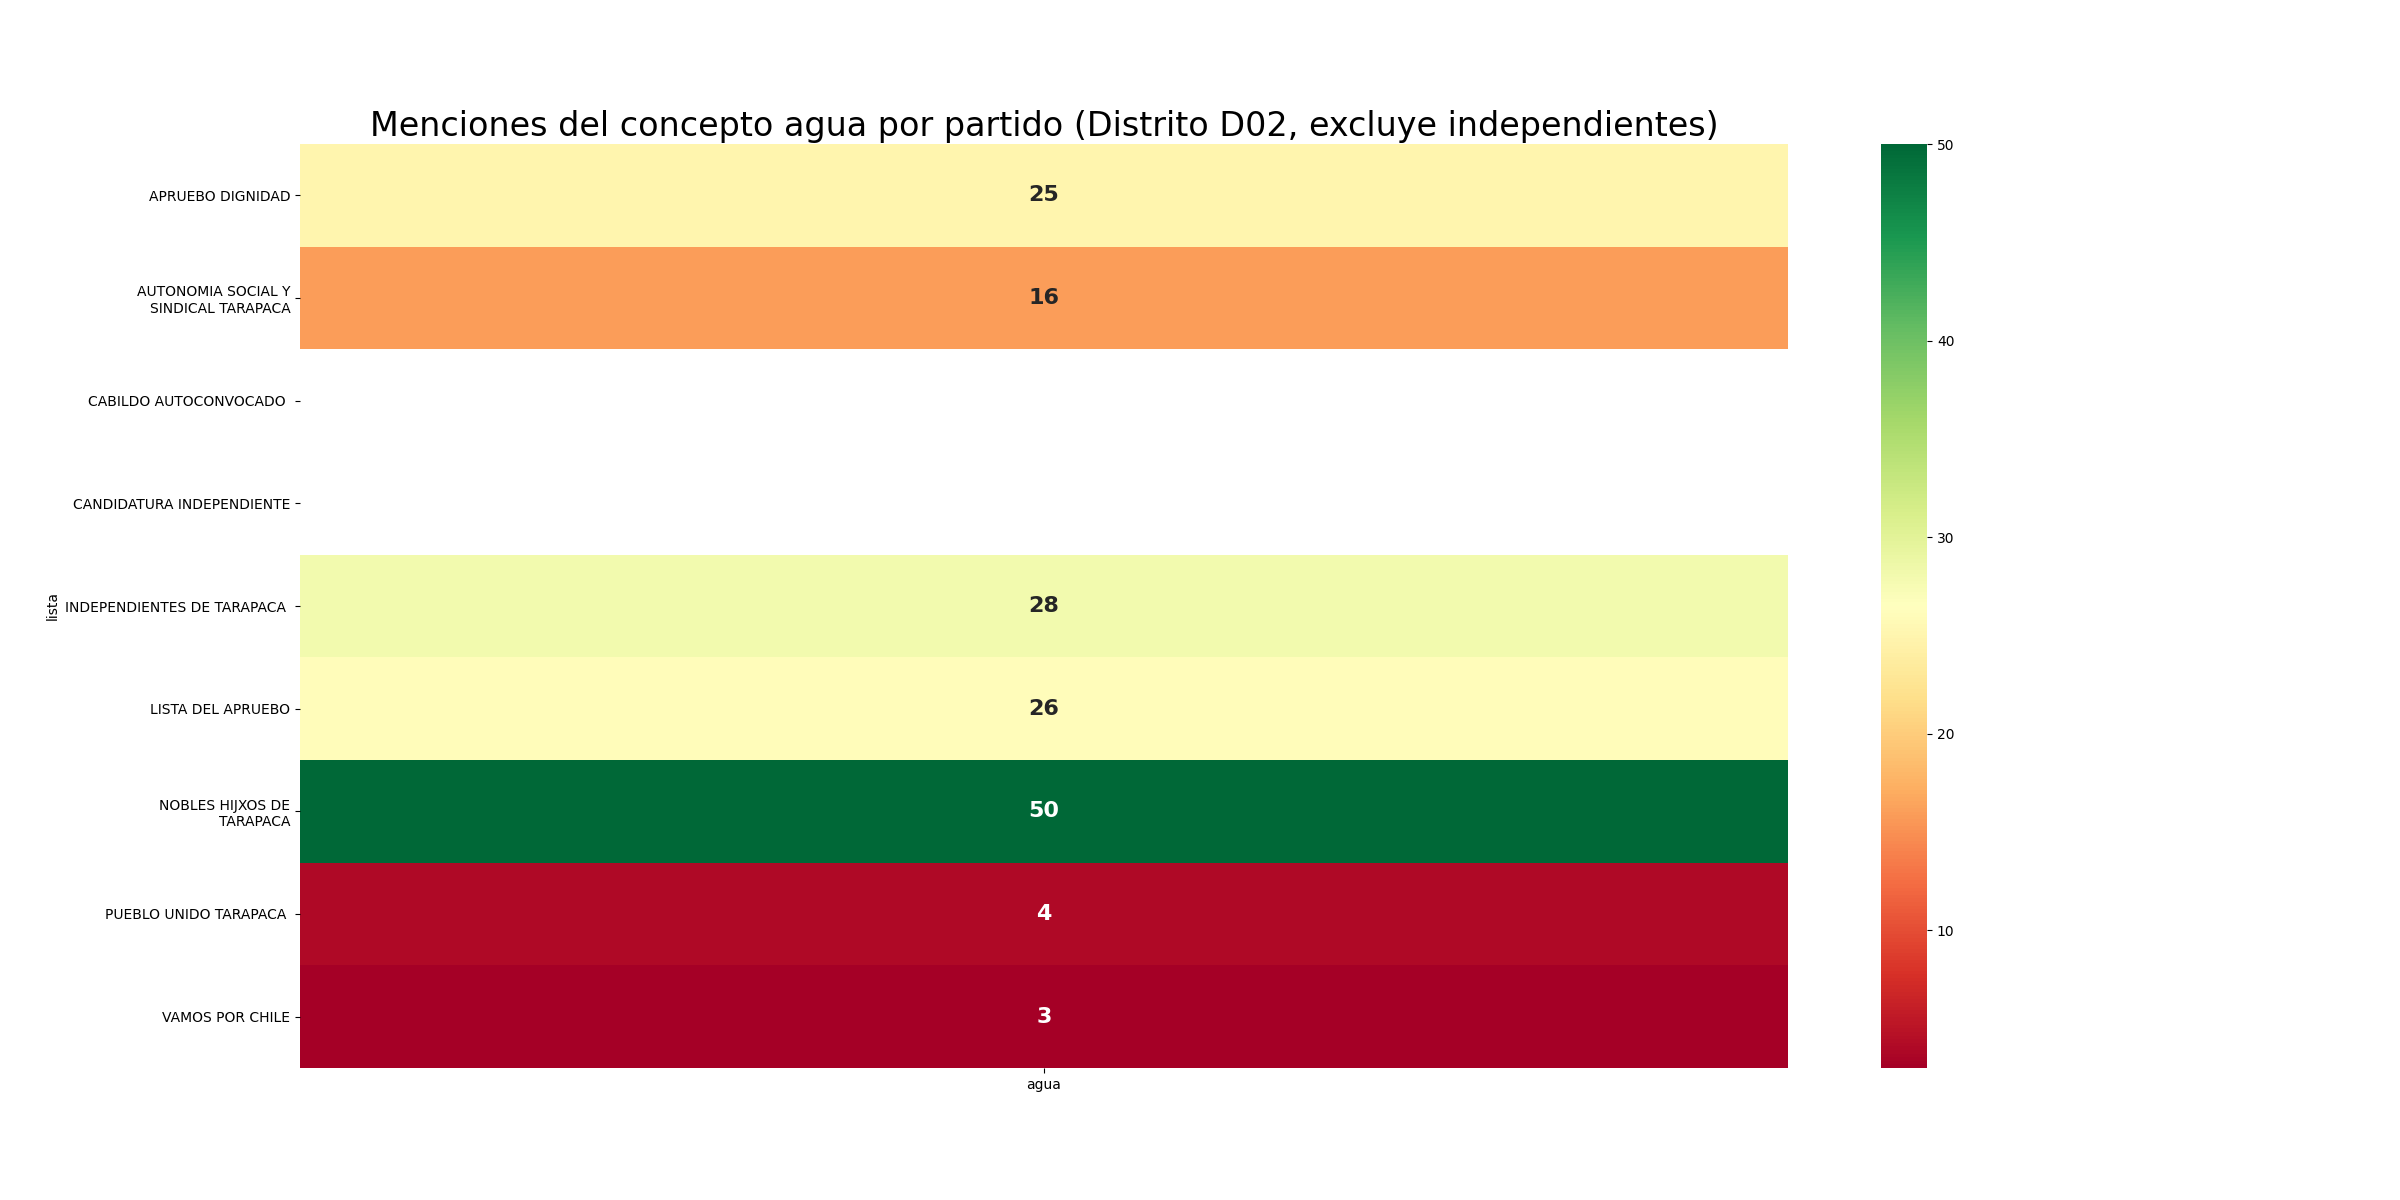 Menciones del concepto agua por partido (Distrito D02, excluye independientes)
APRUEBO DIGNIDAD
25
AUTONOMIA SOCIAL Y
SINDICAL TARAPACA
16
CABILDO AUTOCONVOCADO
CANDIDATURA INDEPENDIENTE
INDEPENDIENTES DE TARAPACA
28
lista
LISTA DEL APRUEBO
26
NOBLES HIJXOS DE
TARAPACA
50
PUEBLO UNIDO TARAPACA
4
VAMOS POR CHILE
3
agua
50
40
30
20
10